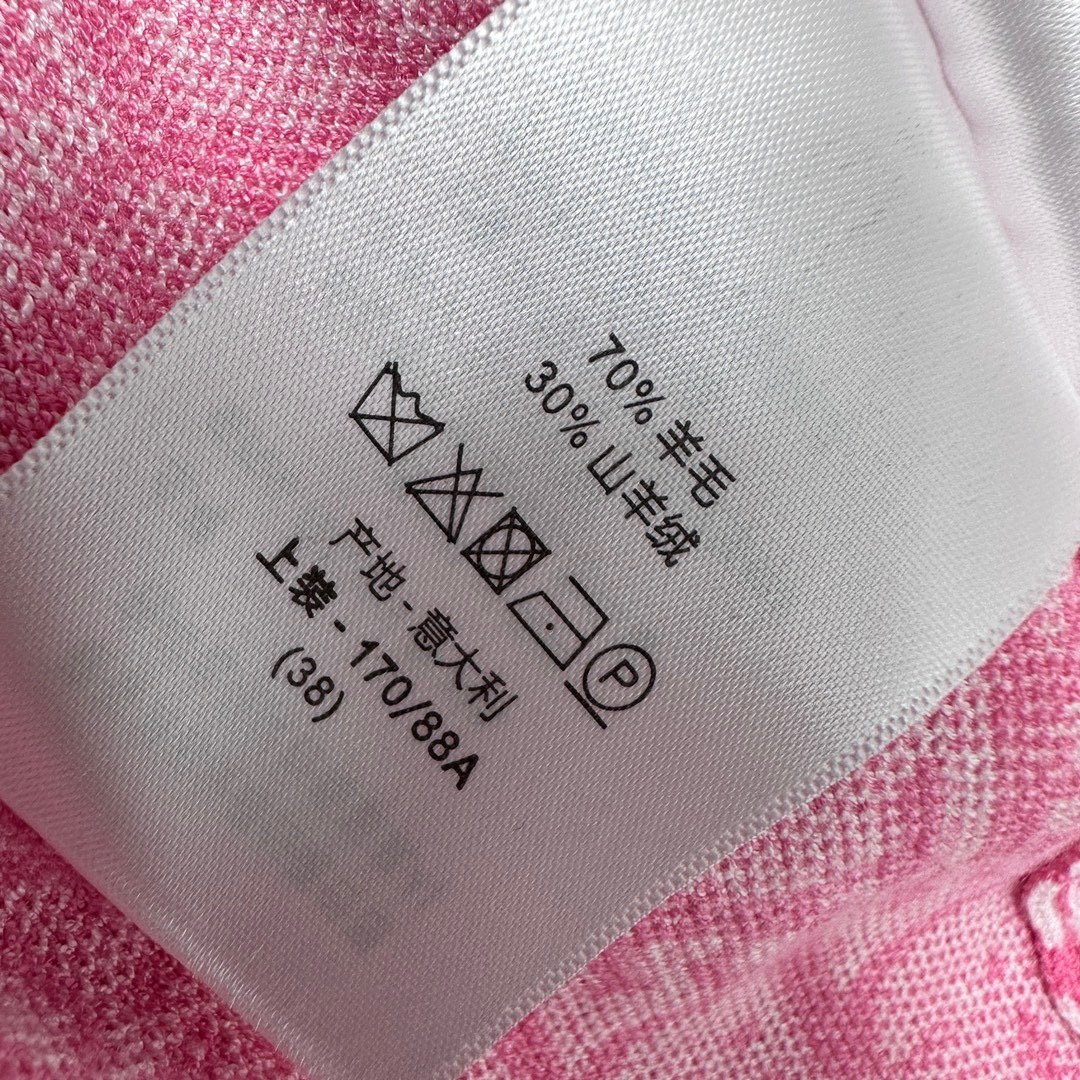 70% 羊毛
30% 山羊绒
P
产地 - 意大利
上装 - 170/88A
(38)